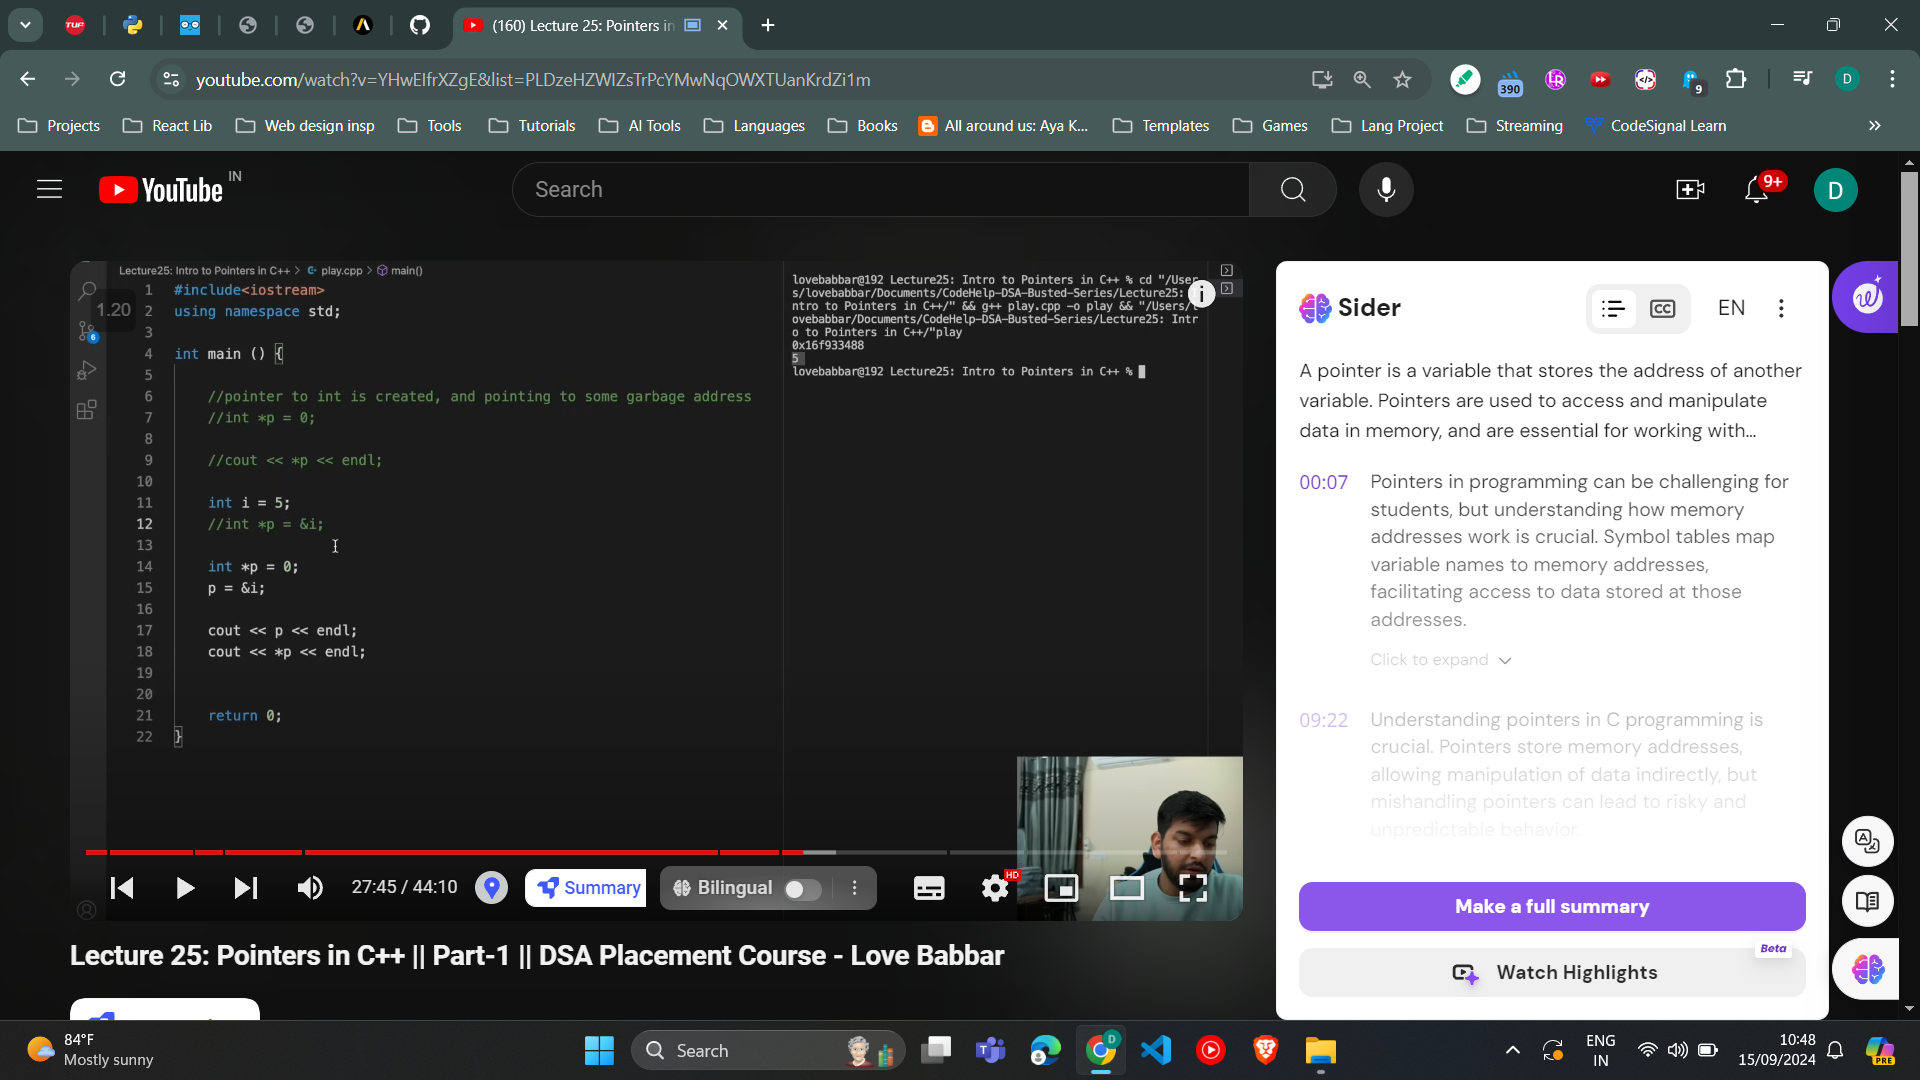 (160) Lecture 25: Pointers in
youtube.com/watch?v=YHwEIfrXZgE&list=PLDzeHZWIZsTrPcYMwNqOWXTUanKrdZi1m
390
9
D
Projects
React Lib
Web design insp
Tools
Tutorials
AI Tools
Languages
Books
All around us: Aya K...
Templates
Games
Lang Project
Streaming
CodeSignal Learn
YouTube IN
Search
9+
D
Lecture25: Intro to Pointers in C++ > play.cpp > main()
1.20
6
1 #include<iostream>
2 using namespace std;
3
4 int main () {
5
6 //pointer to int is created, and pointing to some garbage address
7 //int *p = 0;
8
9 //cout << *p << endl;
10
11 int i = 5;
12 //int *p = &i;
13
14 int *p = 0;
15 p = &i;
16
17 cout << p << endl;
18 cout << *p << endl;
19
20
21 return 0;
22 }
lovebabbar@192 Lecture25: Intro to Pointers in C++ % cd "/User
s/lovebabbar/Documents/CodeHelp-DSA-Busted-Series/Lecture25:
ntro to Pointers in C++/" && g++ play.cpp -o play && "/Users/l
ovebabbar/Documents/CodeHelp-DSA-Busted-Series/Lecture25: Intr
o to Pointers in C++/"play
0x16f933488
5
lovebabbar@192 Lecture25: Intro to Pointers in C++ %
27:45 / 44:10
Summary
Bilingual
HD
Lecture 25: Pointers in C++ || Part-1 || DSA Placement Course - Love Babbar
Sider
CC
EN
A pointer is a variable that stores the address of another
variable. Pointers are used to access and manipulate
data in memory, and are essential for working with...
00:07
Pointers in programming can be challenging for
students, but understanding how memory
addresses work is crucial. Symbol tables map
variable names to memory addresses,
facilitating access to data stored at those
addresses.
Click to expand
09:22
Understanding pointers in C programming is
crucial. Pointers store memory addresses,
allowing manipulation of data indirectly, but
mishandling pointers can lead to risky and
unpredictable behavior.
Make a full summary
Beta
Watch Highlights
84°F
Mostly sunny
Search
D
ENG
IN
10:48
15/09/2024
PRE